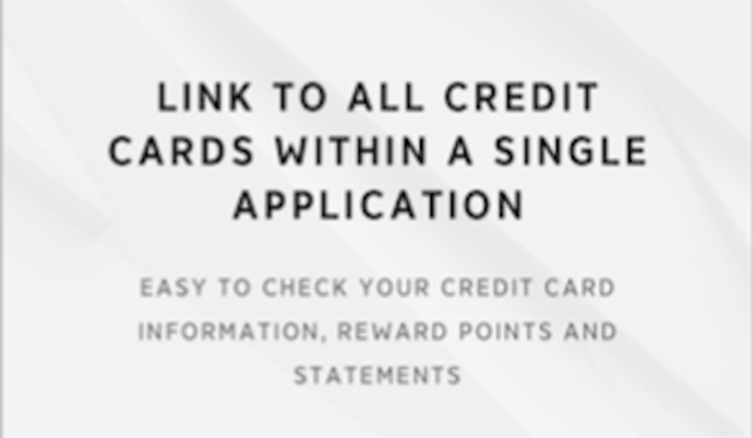 LINK TO ALL CREDIT
CARDS WITHIN A SINGLE
APPLICATION
EASY TO CHECK YOUR CREDIT CARD
INFORMATION, REWARD POINTS AND
STATEMENTS